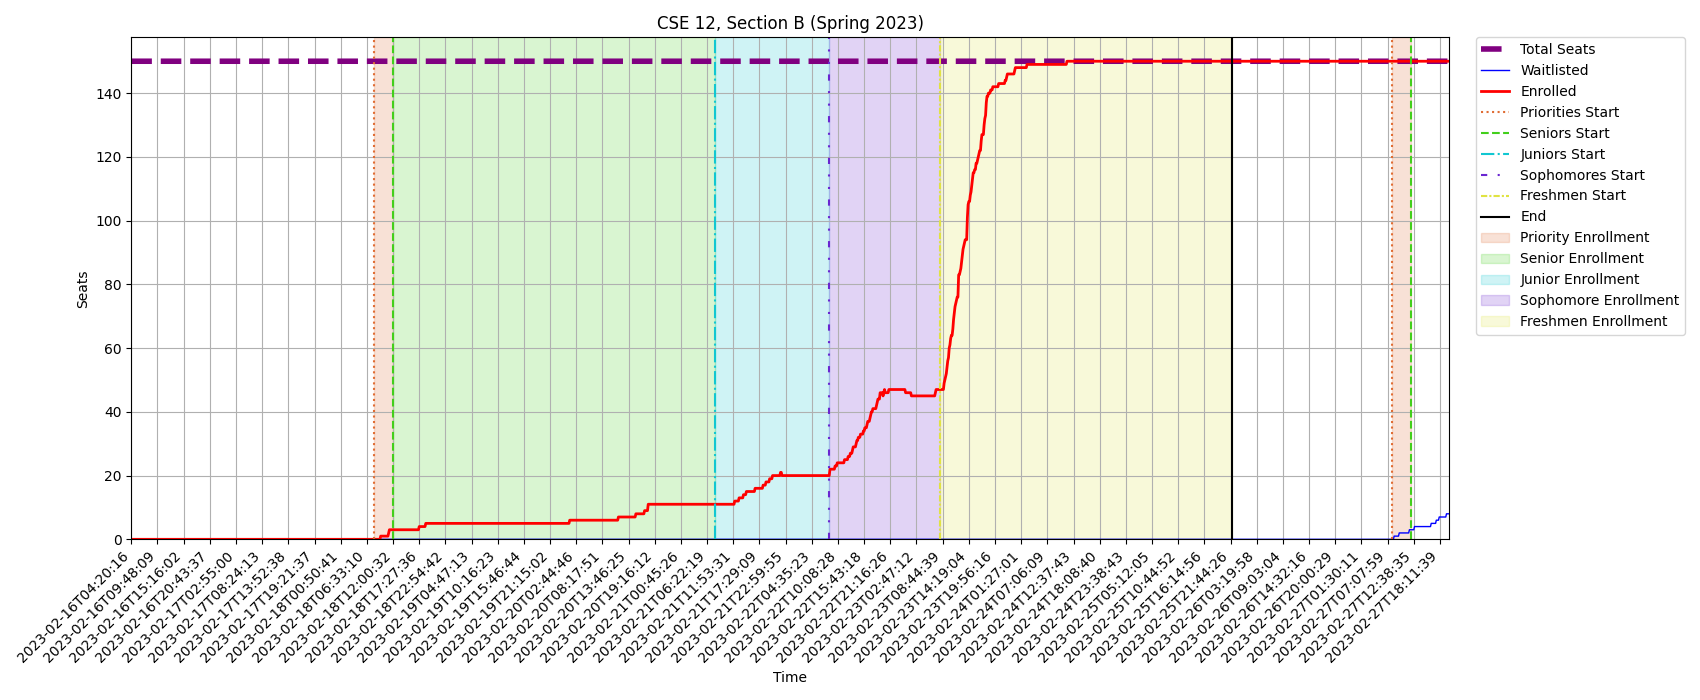 CSE 12, Section B (Spring 2023)
Seats
140
120
100
80
60
40
20
0
2023-02-16T04:20:16
2023-02-16T09:48:09
2023-02-16T15:16:02
2023-02-16T20:43:37
2023-02-17T02:55:00
2023-02-17T08:24:13
2023-02-17T13:52:38
2023-02-17T19:21:37
2023-02-18T00:50:41
2023-02-18T06:33:10
2023-02-18T12:00:32
2023-02-18T17:27:36
2023-02-18T22:54:42
2023-02-19T04:47:13
2023-02-19T10:16:23
2023-02-19T15:46:44
2023-02-19T21:15:02
2023-02-20T02:44:46
2023-02-20T08:17:51
2023-02-20T13:46:25
2023-02-20T19:16:12
2023-02-21T00:45:26
2023-02-21T06:22:19
2023-02-21T11:53:31
2023-02-21T17:29:09
2023-02-21T22:59:55
2023-02-22T04:35:23
2023-02-22T10:08:28
2023-02-22T15:43:18
2023-02-22T21:16:26
2023-02-23T02:47:12
2023-02-23T08:44:39
2023-02-23T14:19:04
2023-02-23T19:56:16
2023-02-24T01:27:01
2023-02-24T07:06:09
2023-02-24T12:37:43
2023-02-24T18:08:40
2023-02-24T23:38:43
2023-02-25T05:12:05
2023-02-25T10:44:52
2023-02-25T16:14:56
2023-02-25T21:44:26
2023-02-26T03:19:58
2023-02-26T09:03:04
2023-02-26T14:32:16
2023-02-26T20:00:29
2023-02-27T01:30:11
2023-02-27T07:07:59
2023-02-27T12:38:35
2023-02-27T18:11:39
Time
Total Seats
Waitlisted
Enrolled
Priorities Start
Seniors Start
Juniors Start
Sophomores Start
Freshmen Start
End
Priority Enrollment
Senior Enrollment
Junior Enrollment
Sophomore Enrollment
Freshmen Enrollment